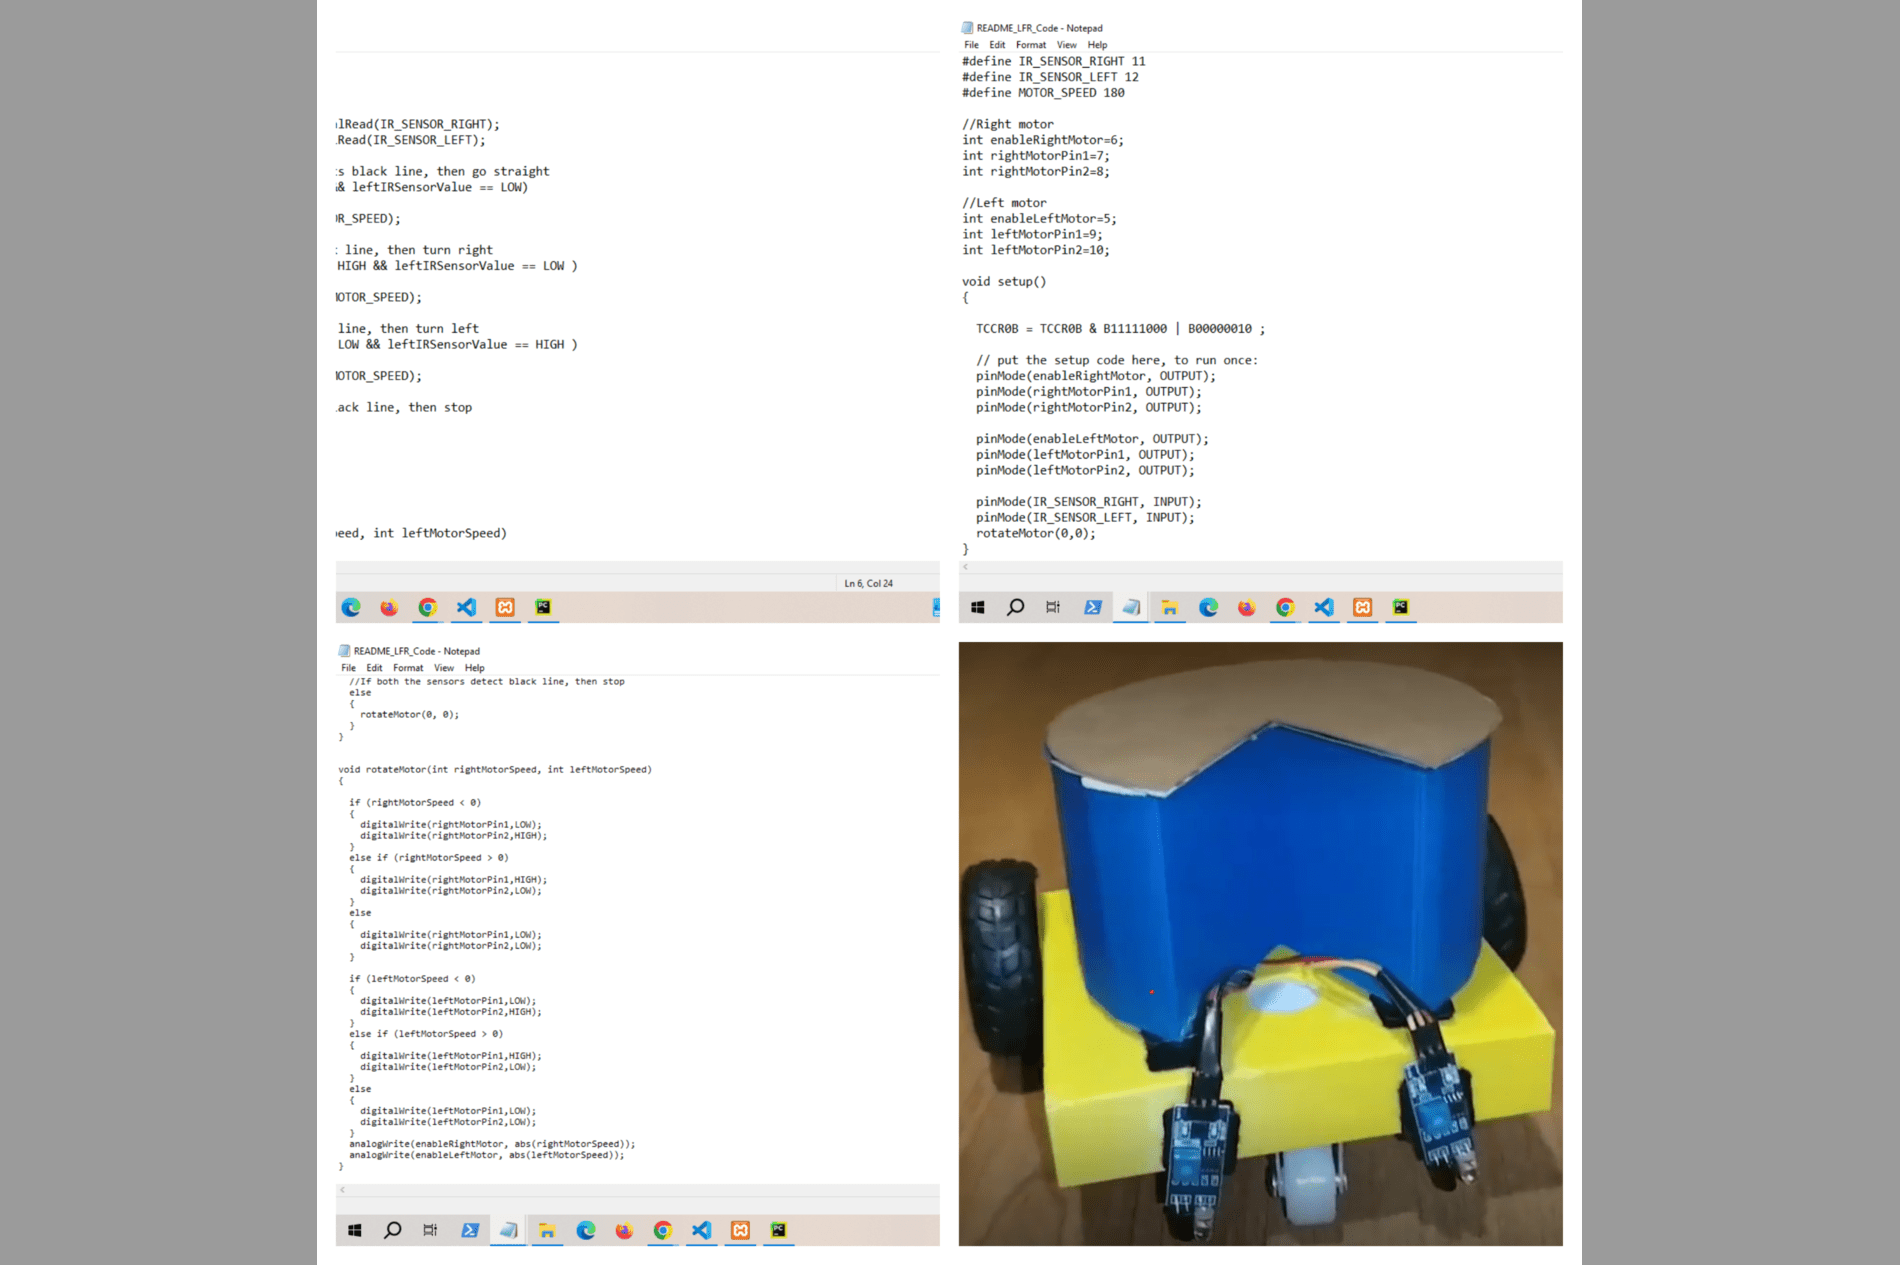 lRead(IR_SENSOR_RIGHT);
Read(IR_SENSOR_LEFT);
s black line, then go straight
& leftIRSensorValue == LOW)
R_SPEED);
line, then turn right
HIGH && leftIRSensorValue == LOW )
MOTOR_SPEED);
line, then turn left
LOW && leftIRSensorValue == HIGH )
MOTOR_SPEED);
ack line, then stop
eed, int leftMotorSpeed)
Ln 6, Col 24
README_LFR_Code - Notepad
File Edit Format View Help
#define IR_SENSOR_RIGHT 11
#define IR_SENSOR_LEFT 12
#define MOTOR_SPEED 180
//Right motor
int enableRightMotor=6;
int rightMotorPin1=7;
int rightMotorPin2=8;
//Left motor
int enableLeftMotor=5;
int leftMotorPin1=9;
int leftMotorPin2=10;
void setup()
{
TCCR0B = TCCR0B & B11111000 | B00000010 ;
// put the setup code here, to run once:
pinMode(enableRightMotor, OUTPUT);
pinMode(rightMotorPin1, OUTPUT);
pinMode(rightMotorPin2, OUTPUT);
pinMode(enableLeftMotor, OUTPUT);
pinMode(leftMotorPin1, OUTPUT);
pinMode(leftMotorPin2, OUTPUT);
pinMode(IR_SENSOR_RIGHT, INPUT);
pinMode(IR_SENSOR_LEFT, INPUT);
rotateMotor(0,0);
}
README_LFR_Code - Notepad
File Edit Format View Help
//If both the sensors detect black line, then stop
else
{
rotateMotor(0, 0);
}
}
void rotateMotor(int rightMotorSpeed, int leftMotorSpeed)
{
if (rightMotorSpeed < 0)
{
digitalWrite(rightMotorPin1,LOW);
digitalWrite(rightMotorPin2,HIGH);
}
else if (rightMotorSpeed > 0)
{
digitalWrite(rightMotorPin1,HIGH);
digitalWrite(rightMotorPin2,LOW);
}
else
{
digitalWrite(rightMotorPin1,LOW);
digitalWrite(rightMotorPin2,LOW);
}
if (leftMotorSpeed < 0)
{
digitalWrite(leftMotorPin1,LOW);
digitalWrite(leftMotorPin2,HIGH);
}
else if (leftMotorSpeed > 0)
{
digitalWrite(leftMotorPin1,HIGH);
digitalWrite(leftMotorPin2,LOW);
}
else
{
digitalWrite(leftMotorPin1,LOW);
digitalWrite(leftMotorPin2,LOW);
}
analogWrite(enableRightMotor, abs(rightMotorSpeed));
analogWrite(enableLeftMotor, abs(leftMotorSpeed));
}